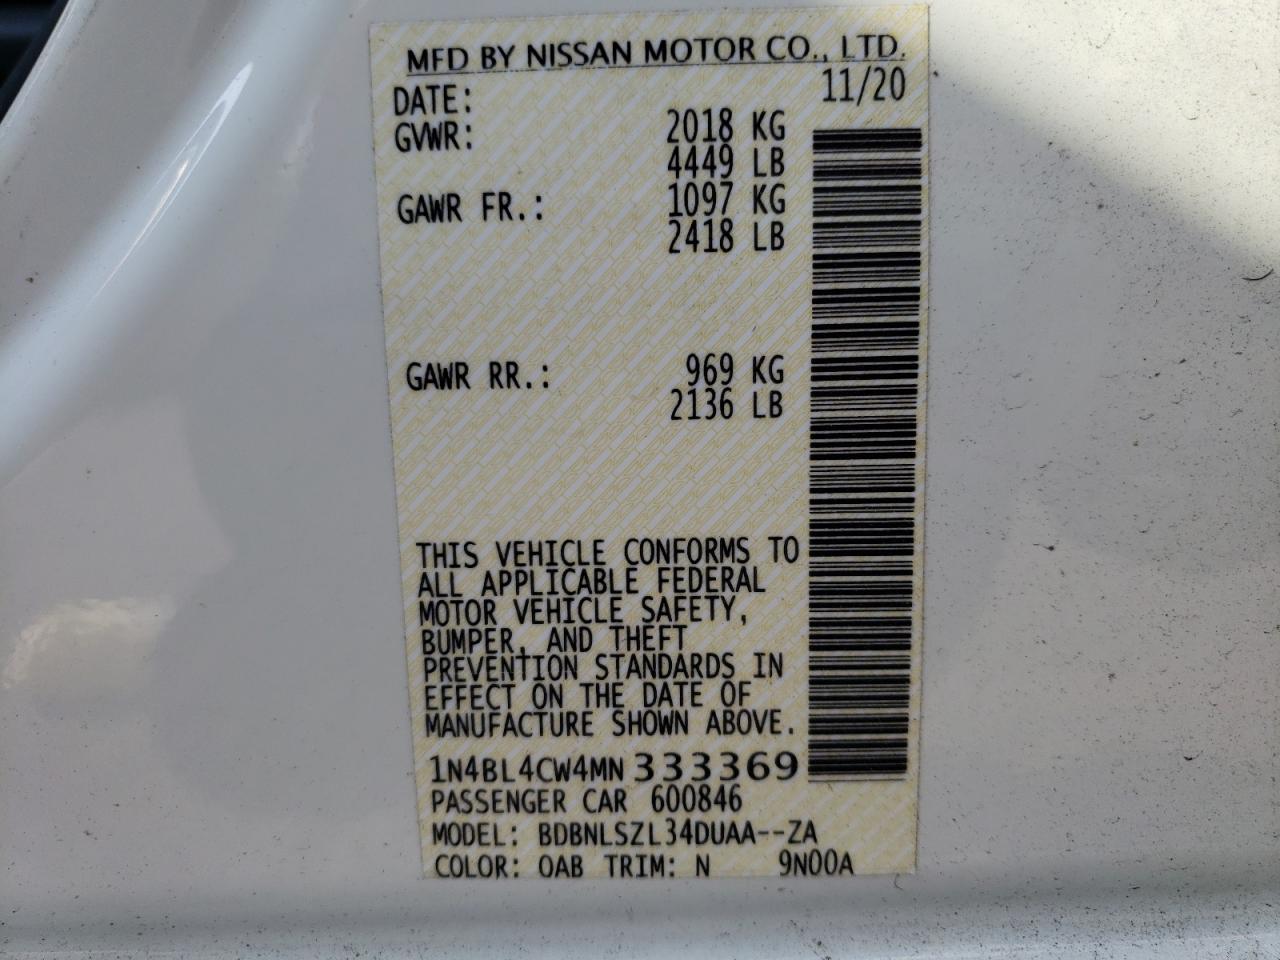 MFD BY NISSAN MOTOR CO., LTD.
DATE: 11/20
GVWR: 2018 KG
4449 LB
GAWR FR.: 1097 KG
2418 LB
GAWR RR.: 969 KG
2136 LB
THIS VEHICLE CONFORMS TO
ALL APPLICABLE FEDERAL
MOTOR VEHICLE SAFETY,
BUMPER, AND THEFT
PREVENTION STANDARDS IN
EFFECT ON THE DATE OF
MANUFACTURE SHOWN ABOVE.
1N4BL4CW4MN333369
PASSENGER CAR 600846
MODEL: BDBNLSZL34DUAA--ZA
COLOR: QAB TRIM: N 9N00A